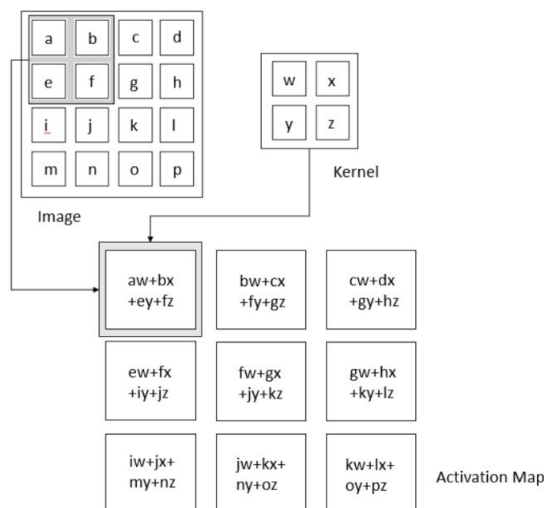 a b c d
e f g h
i j k l
m n o p
Image
w x
y z
Kernel
aw+bx
+ey+fz
bw+cx
+fy+gz
cw+dx
+gy+hz
ew+fx
+iy+jz
fw+gx
+jy+kz
gw+hx
+ky+lz
iw+jx+
my+nz
jw+kx+
ny+oz
kw+lx+
oy+pz
Activation Map